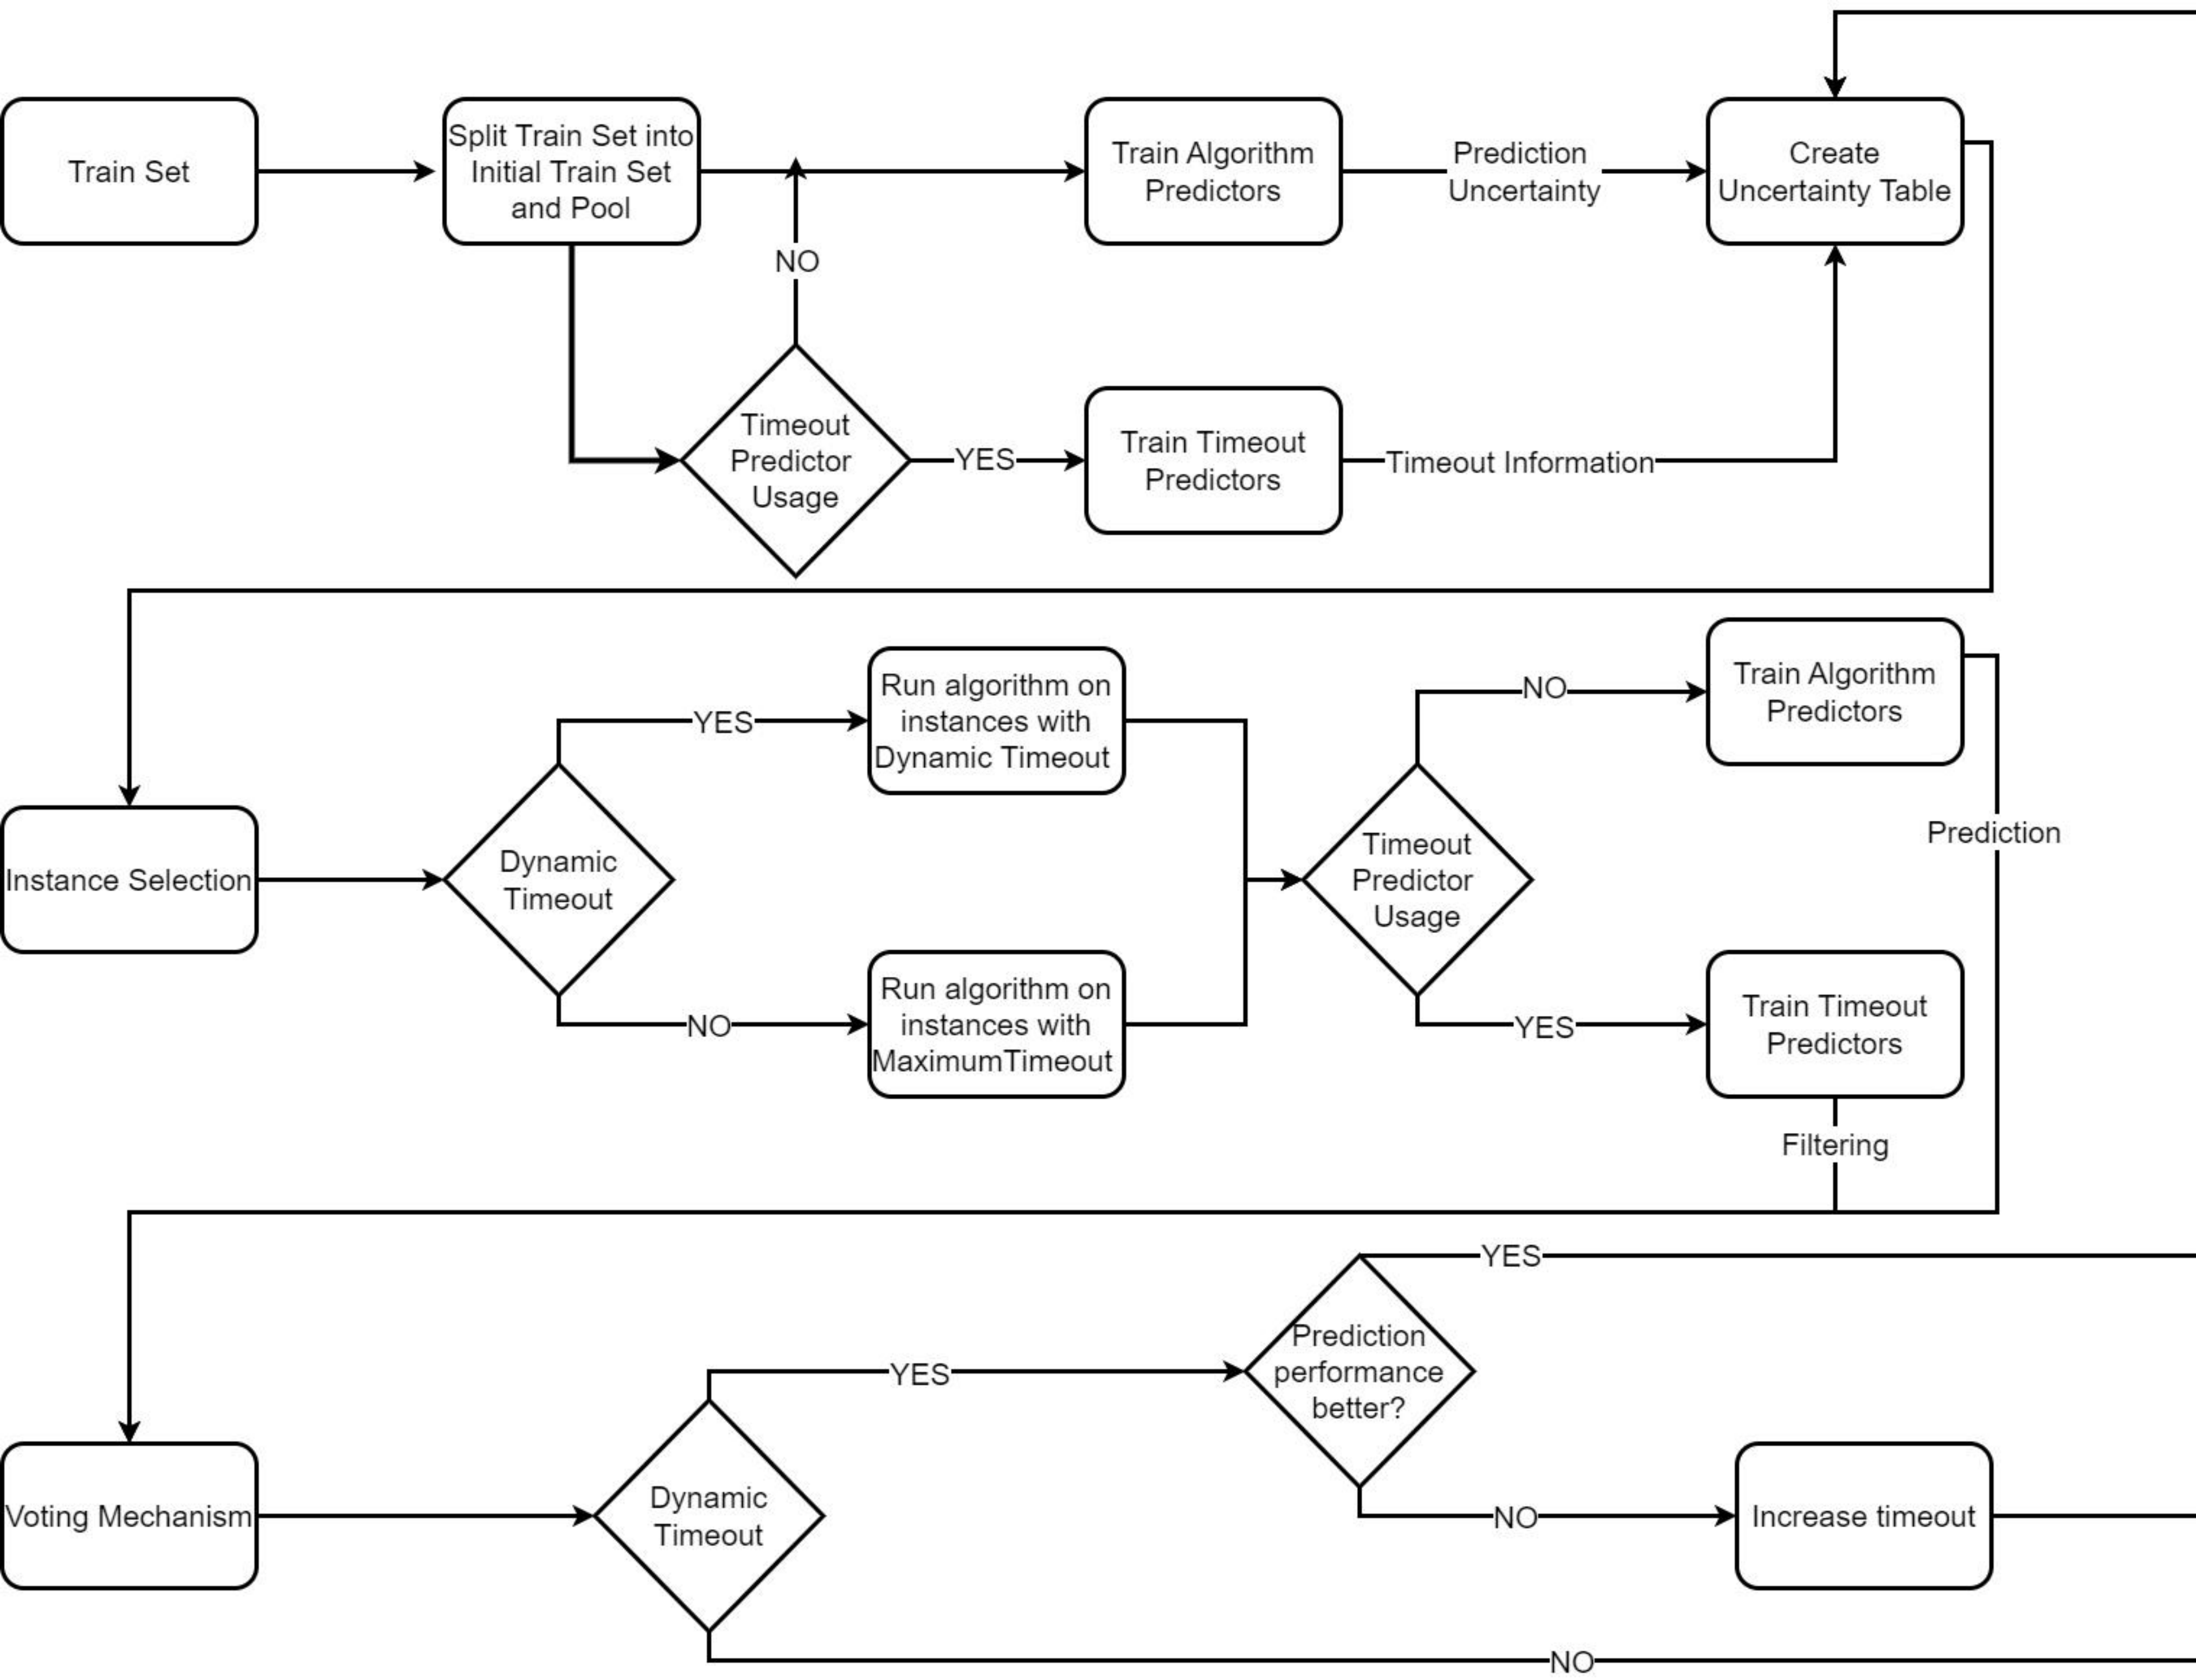 Train Set
Split Train Set into
Initial Train Set
and Pool
Train Algorithm
Predictors
Prediction
Uncertainty
Create
Uncertainty Table
NO
Timeout
Predictor
Usage
YES
Train Timeout
Predictors
Timeout Information
Instance Selection
Dynamic
Timeout
YES
Run algorithm on
instances with
Dynamic Timeout
NO
Run algorithm on
instances with
MaximumTimeout
Timeout
Predictor
Usage
NO
Train Algorithm
Predictors
Prediction
YES
Train Timeout
Predictors
Filtering
Voting Mechanism
Dynamic
Timeout
YES
Prediction
performance
better?
YES
NO
Increase timeout
NO